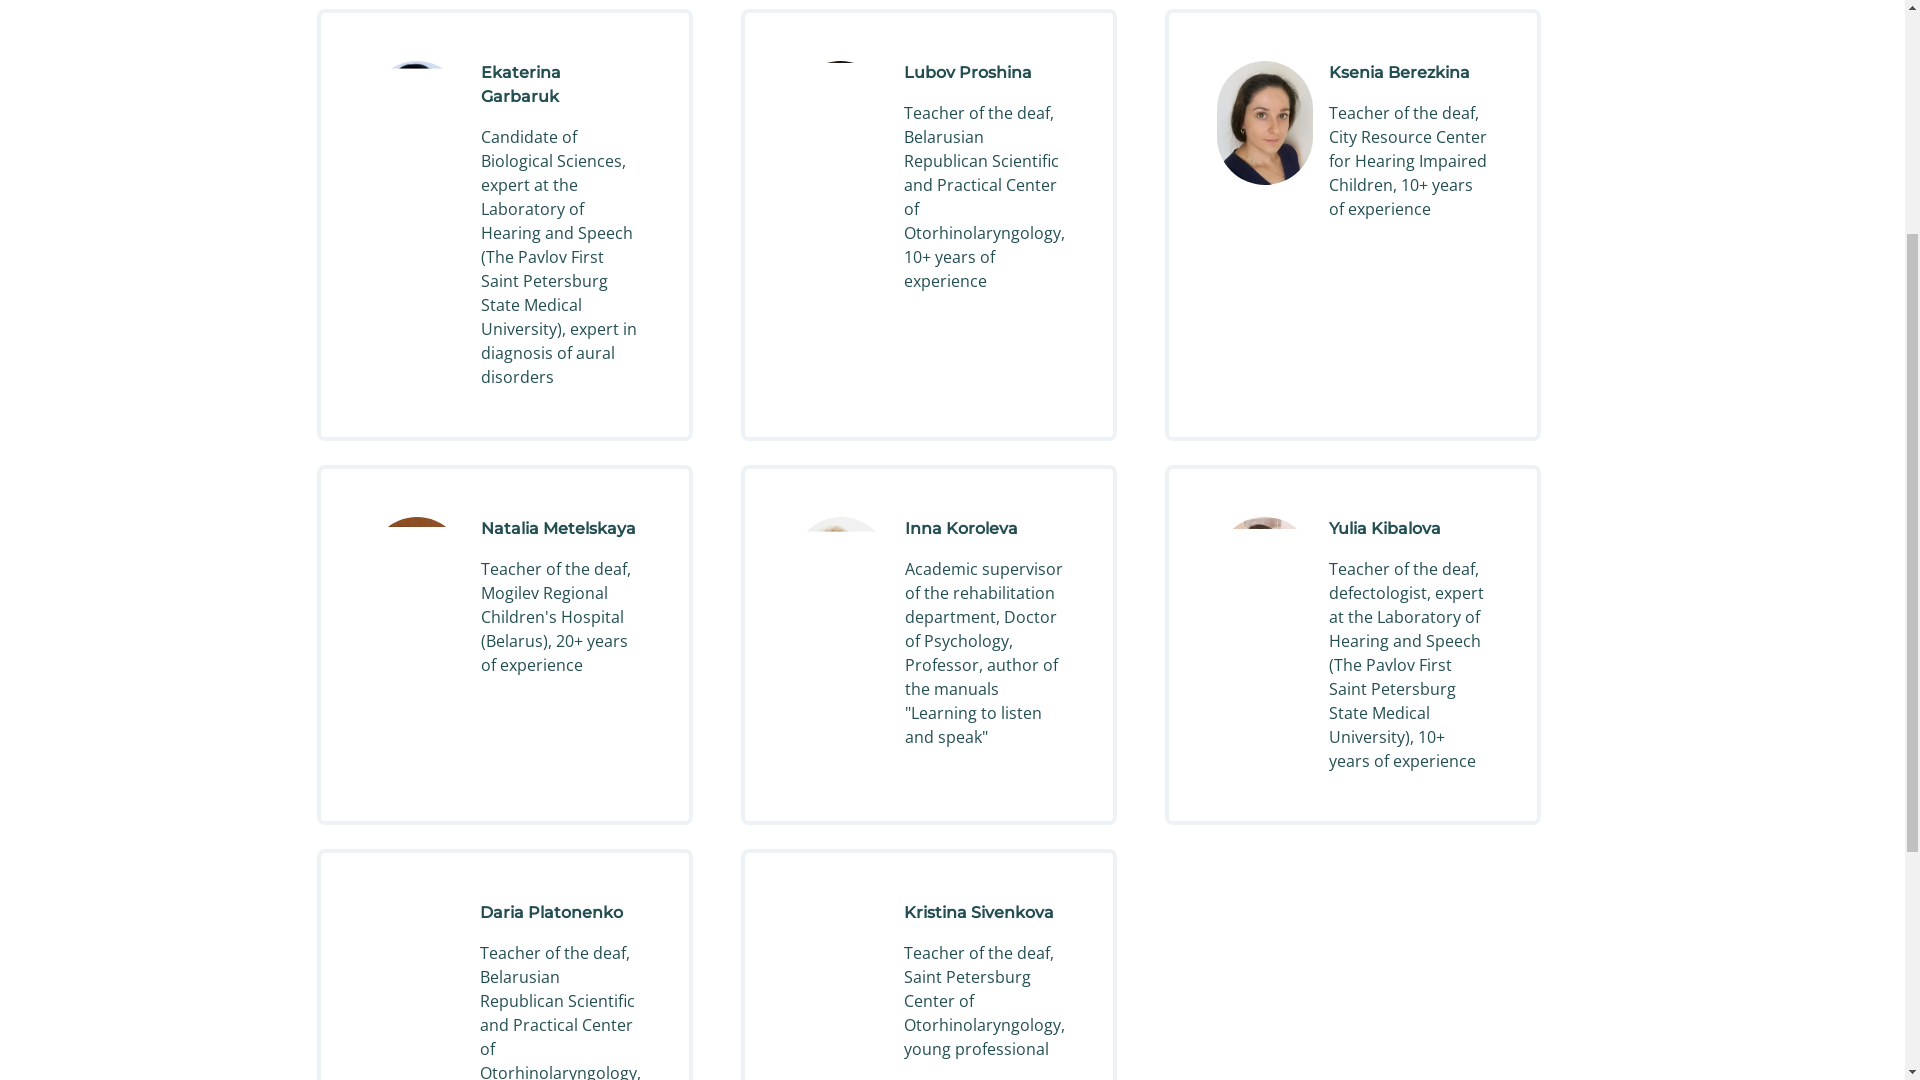 Ekaterina
Garbaruk
Candidate of
Biological Sciences,
expert at the
Laboratory of
Hearing and Speech
(The Pavlov First
Saint Petersburg
State Medical
University), expert in
diagnosis of aural
disorders
Lubov Proshina
Teacher of the deaf,
Belarusian
Republican Scientific
and Practical Center
of
Otorhinolaryngology,
10+ years of
experience
Ksenia Berezkina
Teacher of the deaf,
City Resource Center
for Hearing Impaired
Children, 10+ years
of experience
Natalia Metelskaya
Teacher of the deaf,
Mogilev Regional
Children's Hospital
(Belarus), 20+ years
of experience
Inna Koroleva
Academic supervisor
of the rehabilitation
department, Doctor
of Psychology,
Professor, author of
the manuals
"Learning to listen
and speak"
Yulia Kibalova
Teacher of the deaf,
defectologist, expert
at the Laboratory of
Hearing and Speech
(The Pavlov First
Saint Petersburg
State Medical
University), 10+
years of experience
Daria Platonenko
Teacher of the deaf,
Belarusian
Republican Scientific
and Practical Center
of
Otorhinolaryngology,
Kristina Sivenkova
Teacher of the deaf,
Saint Petersburg
Center of
Otorhinolaryngology,
young professional